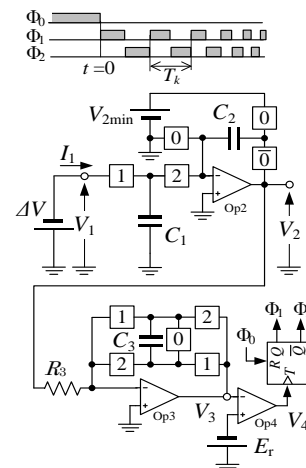 Φ0
Φ1
Φ2
t=0
Tk
V2min
C2
0
0
0̅
I1
1
2
Op2
ΔV
V1
C1
V2
1
2
C3
0
2
1
R3
Op3
V3
Op4
Er
Φ1
Φ
Φ0
R Q Q̅
T
V4